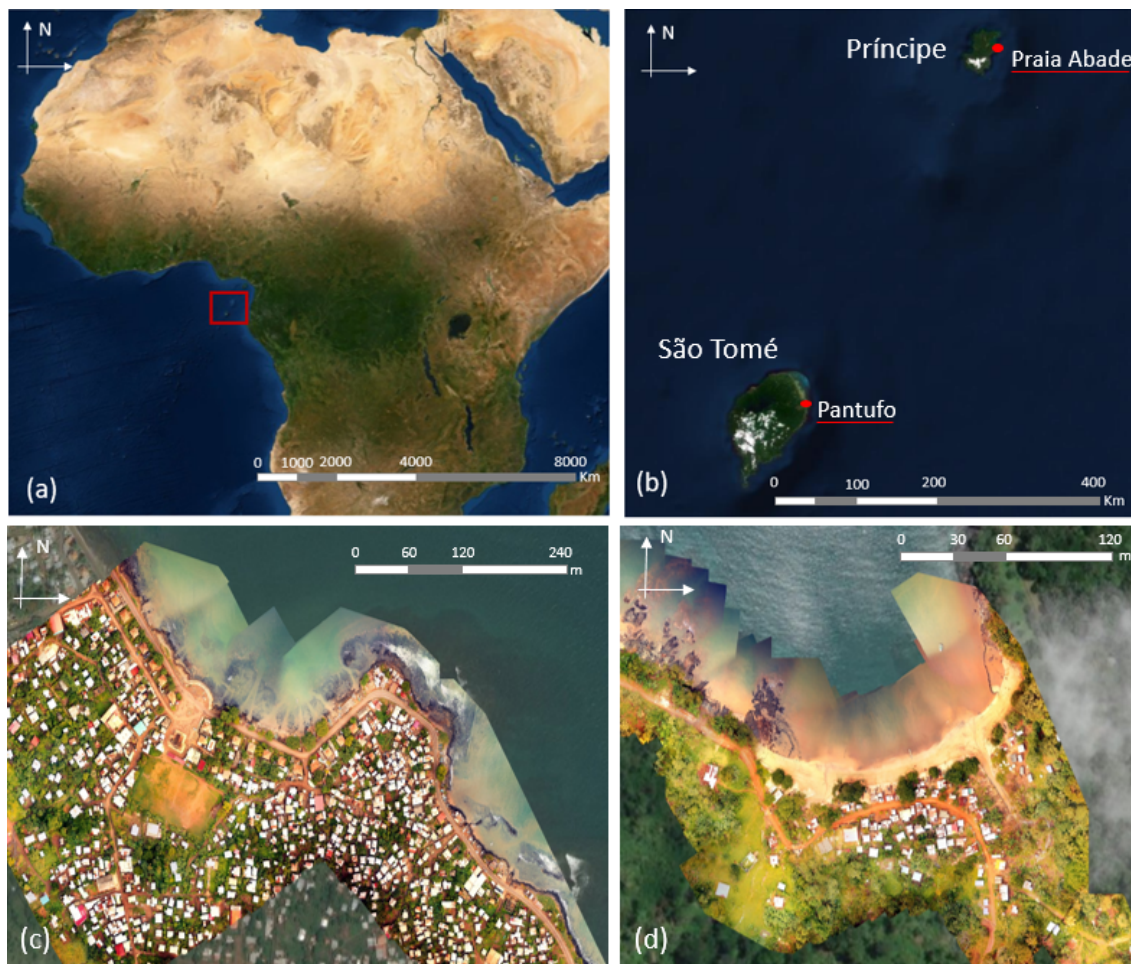 N
0 1000 2000 4000 8000
Km
(a)
N
Príncipe
Praia Abade
São Tomé
Pantufo
0 100 200 400
Km
(b)
N
0 60 120 240
m
(c)
N
0 30 60 120
m
(d)